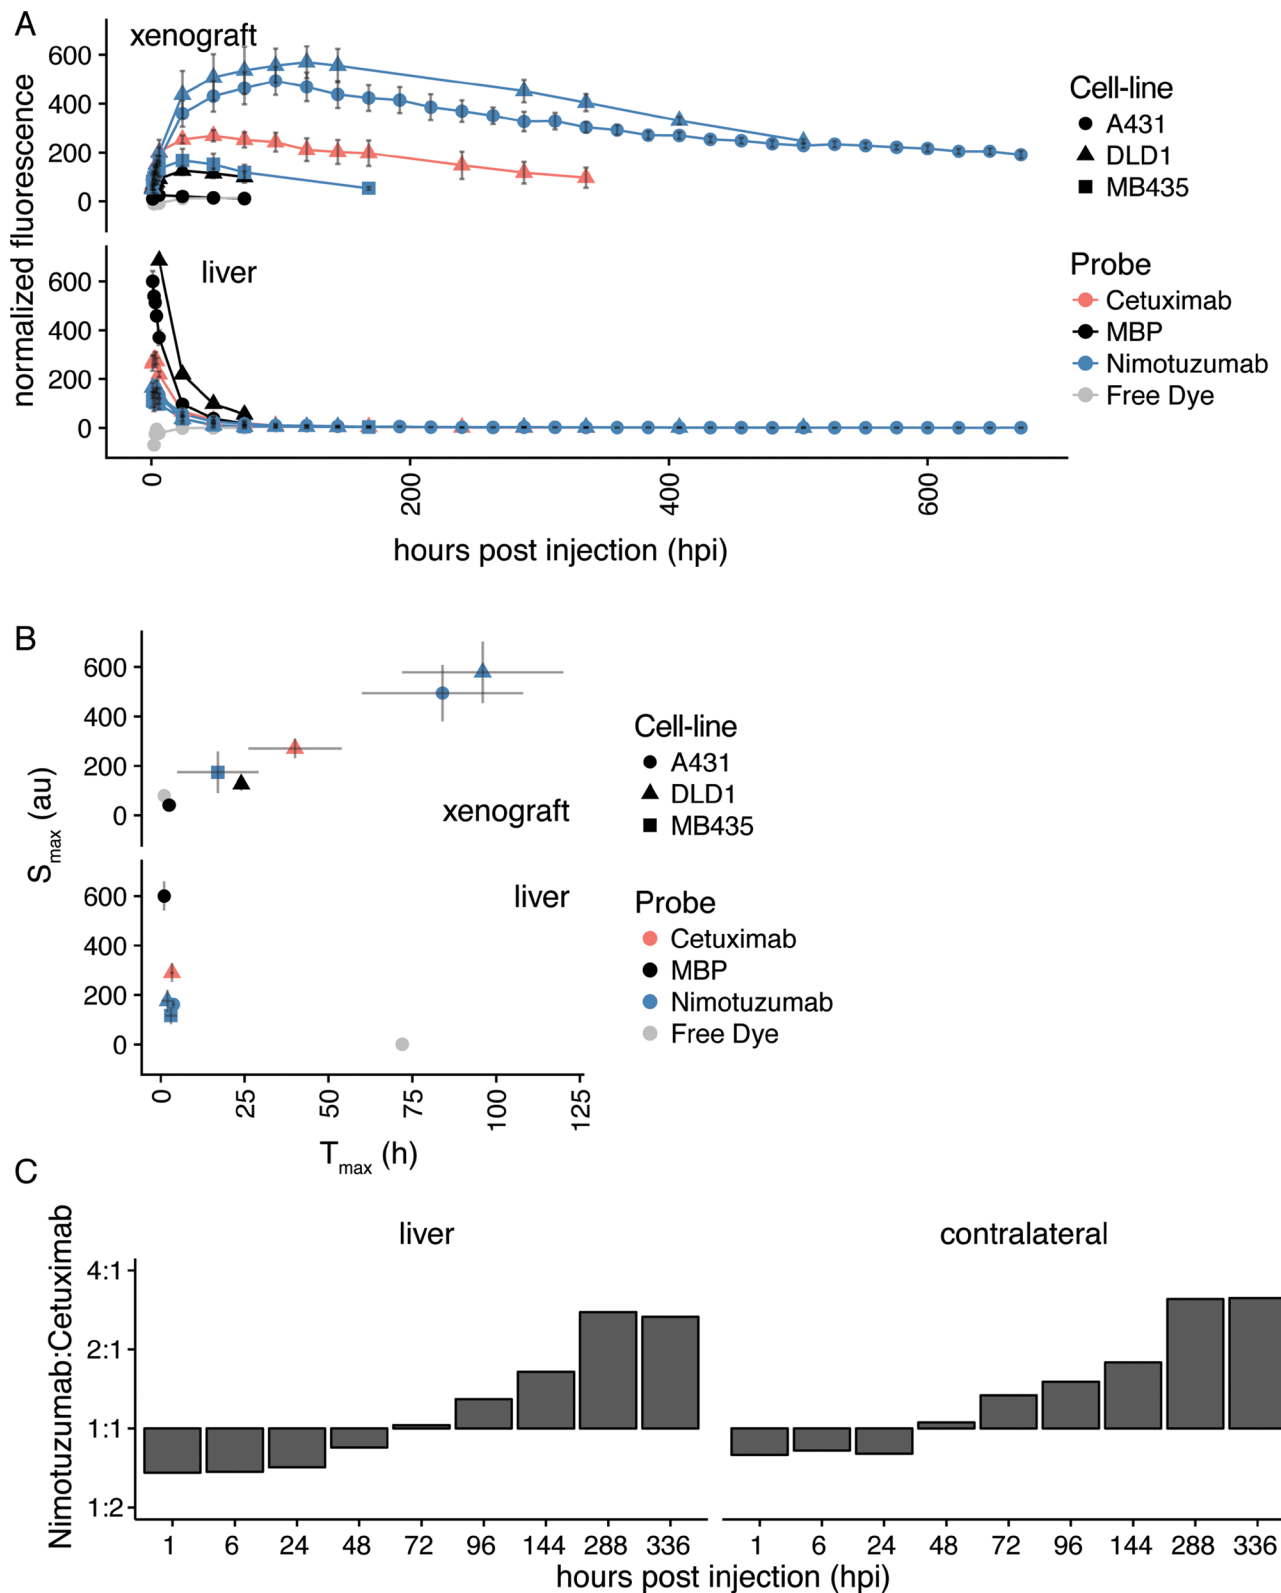 A
xenograft
600
400
200
0
normalized fluorescence
liver
600
400
200
0
0
200
400
600
hours post injection (hpi)
Cell-line
A431
DLD1
MB435
Probe
Cetuximab
MBP
Nimotuzumab
Free Dye
B
600
400
200
0
xenograft
Smax (au)
liver
600
400
200
0
0
25
50
75
100
125
Tmax (h)
Cell-line
A431
DLD1
MB435
Probe
Cetuximab
MBP
Nimotuzumab
Free Dye
C
Nimotuzumab:Cetuximab
liver
contralateral
4:1
2:1
1:1
1:2
1 6 24 48 72 96 144 288 336
1 6 24 48 72 96 144 288 336
hours post injection (hpi)